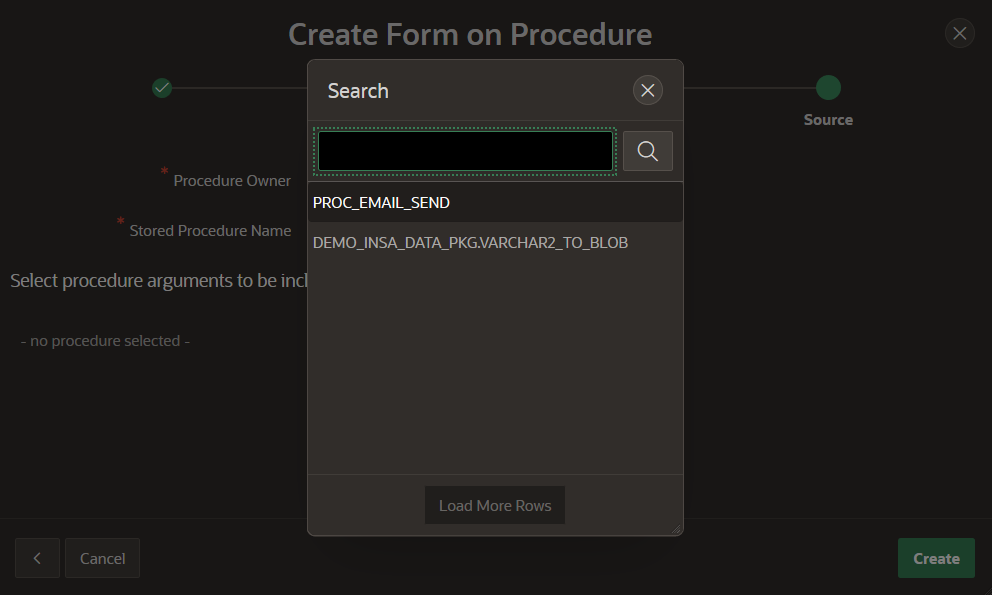 Create Form on Procedure
Search
Source
* Procedure Owner
PROC_EMAIL_SEND
* Stored Procedure Name
DEMO_INSA_DATA_PKG.VARCHAR2_TO_BLOB
Select procedure arguments to be incl
- no procedure selected -
Load More Rows
Cancel
Create